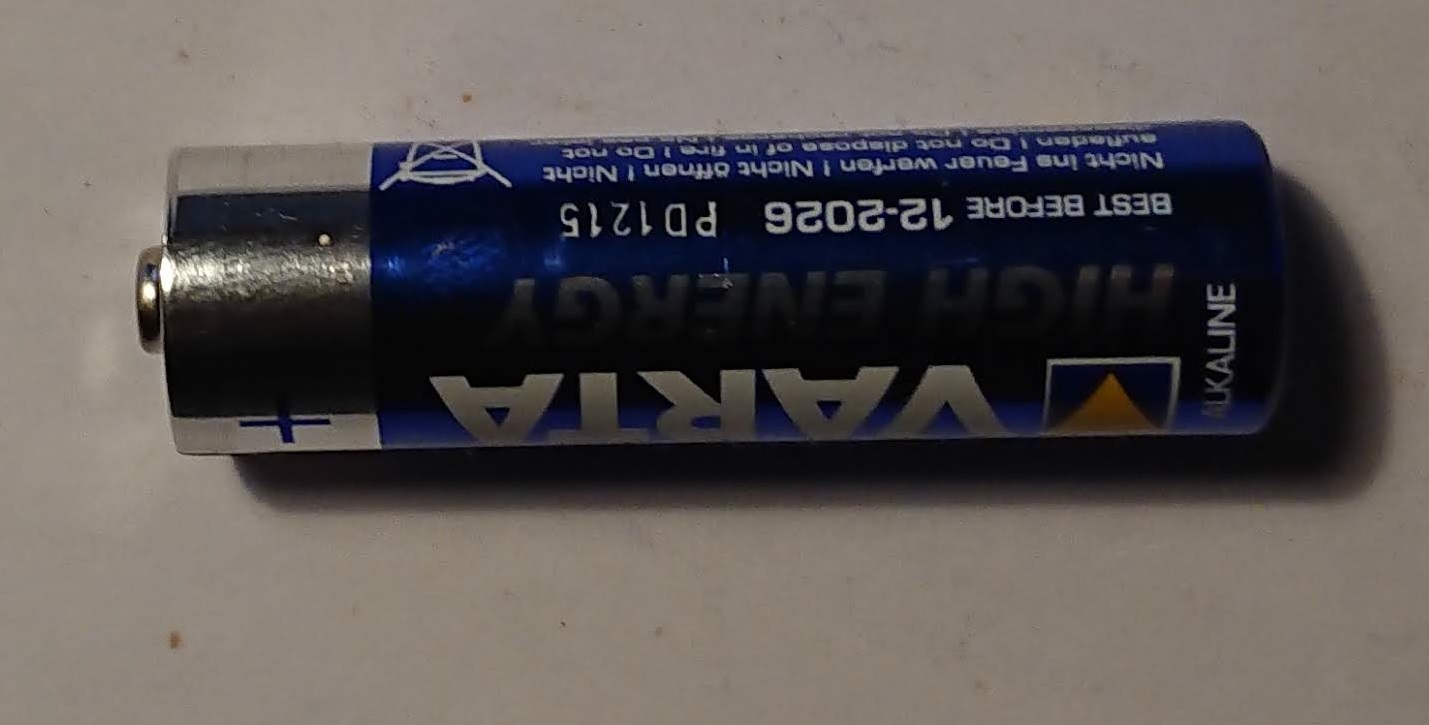 +
VARTA
ALKALINE
HIGH ENERGY
BEST BEFORE 12-2026 PD1215
Nicht ins Feuer werfen | Nicht öffnen | Nicht
aufladen | Do not dispose of in fire | Do not